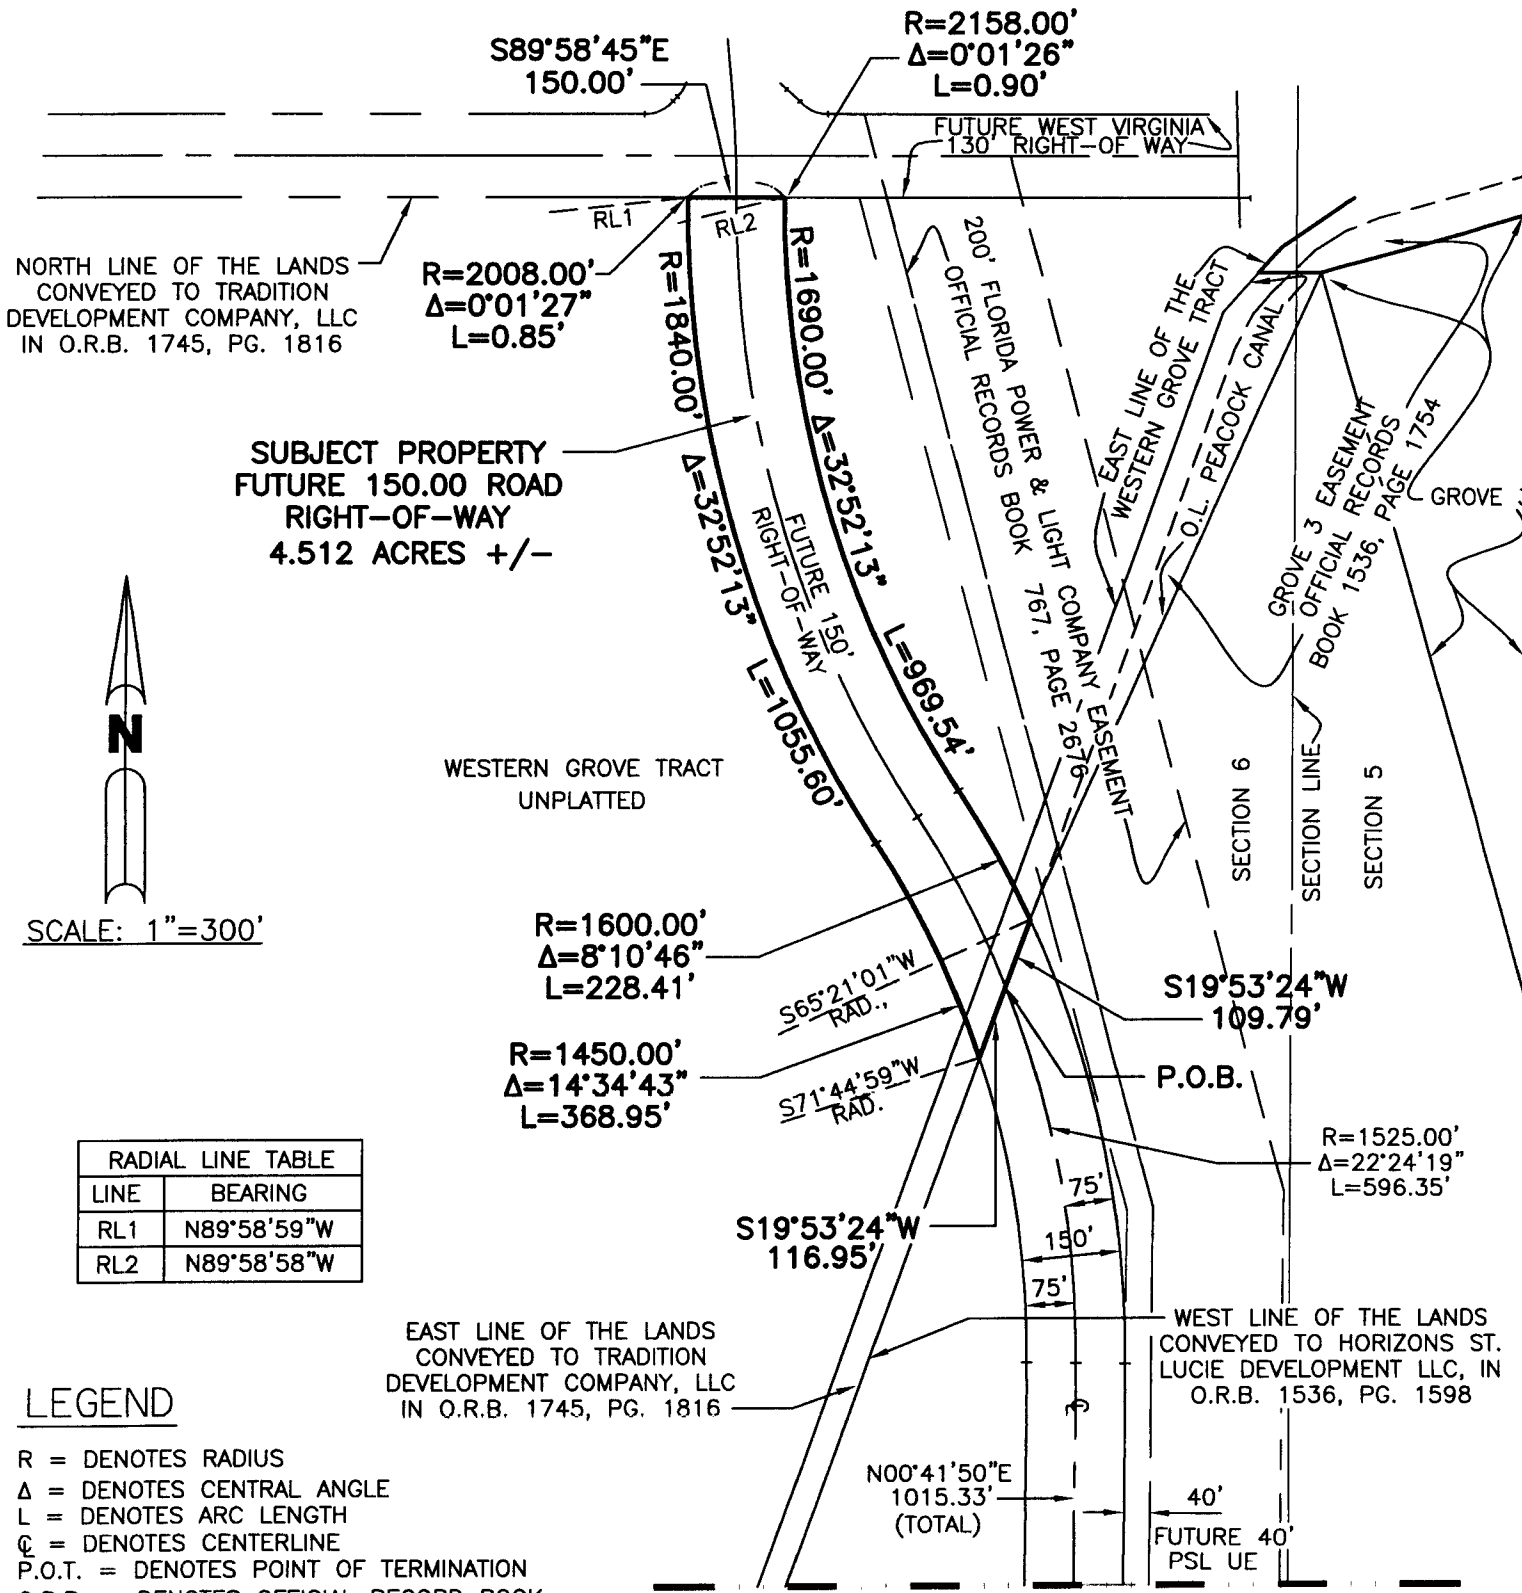 S89°58'45"E
150.00'
R=2158.00'
Δ=0°01'26"
L=0.90'
FUTURE WEST VIRGINIA
130' RIGHT-OF WAY
RL1
RL2
NORTH LINE OF THE LANDS
CONVEYED TO TRADITION
DEVELOPMENT COMPANY, LLC
IN O.R.B. 1745, PG. 1816
R=2008.00'
Δ=0°01'27"
L=0.85'
R=1840.00' Δ=32°52'13" L=1055.60'
R=1690.00' Δ=32°52'13" L=969.54'
200' FLORIDA POWER & LIGHT COMPANY EASEMENT
OFFICIAL RECORDS BOOK 767, PAGE 2676
EAST LINE OF THE
WESTERN GROVE TRACT
O.L. PEACOCK CANAL
GROVE 3 EASEMENT
OFFICIAL RECORDS
BOOK 1536, PAGE 1754
GROVE
SUBJECT PROPERTY
FUTURE 150.00 ROAD
RIGHT-OF-WAY
4.512 ACRES +/-
FUTURE 150'
RIGHT-OF-WAY
N
SCALE: 1"=300'
WESTERN GROVE TRACT
UNPLATTED
SECTION 6
SECTION LINE
SECTION 5
R=1600.00'
Δ=8°10'46"
L=228.41'
S65°21'01"W
RAD.,
S19°53'24"W
109.79'
R=1450.00'
Δ=14°34'43"
L=368.95'
S71°44'59"W
RAD.
P.O.B.
R=1525.00'
Δ=22°24'19"
L=596.35'
RADIAL LINE TABLE
LINE BEARING
RL1 N89°58'59"W
RL2 N89°58'58"W
S19°53'24"W
116.95'
75'
150'
75'
EAST LINE OF THE LANDS
CONVEYED TO TRADITION
DEVELOPMENT COMPANY, LLC
IN O.R.B. 1745, PG. 1816
WEST LINE OF THE LANDS
CONVEYED TO HORIZONS ST.
LUCIE DEVELOPMENT LLC, IN
O.R.B. 1536, PG. 1598
℄
N00°41'50"E
1015.33'
(TOTAL)
40'
FUTURE 40'
PSL UE
LEGEND
R = DENOTES RADIUS
Δ = DENOTES CENTRAL ANGLE
L = DENOTES ARC LENGTH
℄ = DENOTES CENTERLINE
P.O.T. = DENOTES POINT OF TERMINATION
O.R.B. = DENOTES OFFICIAL RECORD BOOK